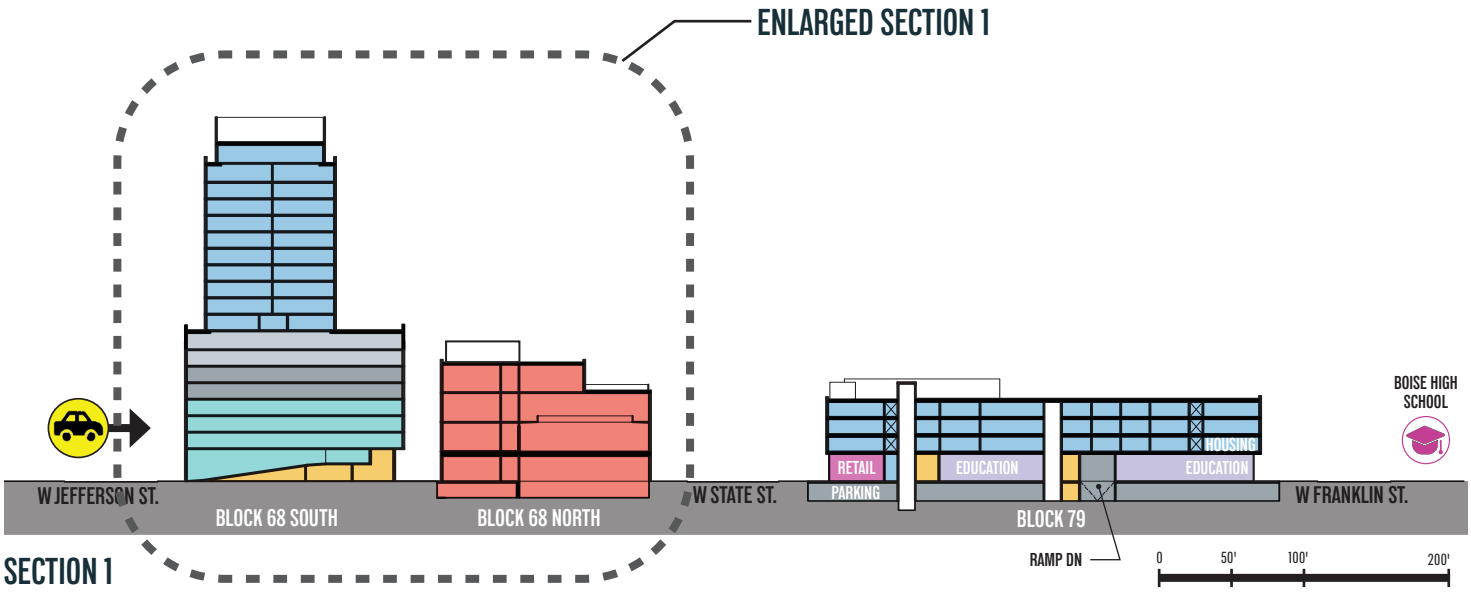 ENLARGED SECTION 1
BOISE HIGH
SCHOOL
HOUSING
RETAIL
EDUCATION
EDUCATION
PARKING
W JEFFERSON ST.
W STATE ST.
W FRANKLIN ST.
BLOCK 68 SOUTH
BLOCK 68 NORTH
BLOCK 79
RAMP DN
0 50' 100' 200'
SECTION 1